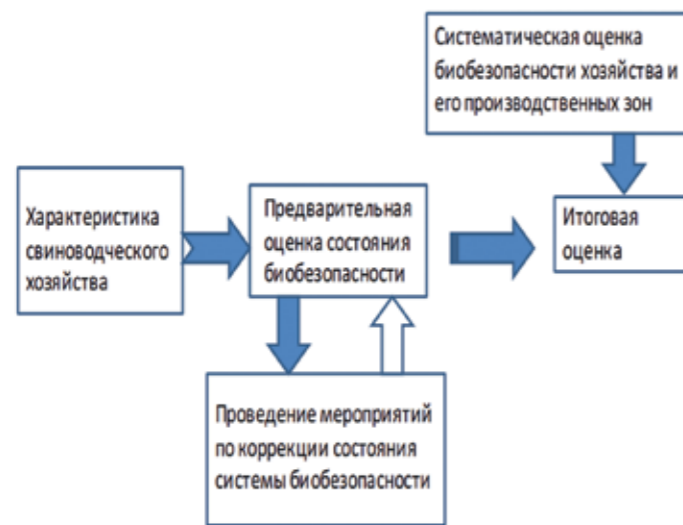 Систематическая оценка
биобезопасности хозяйства и
его производственных зон
Характеристика
свиноводческого
хозяйства
Предварительная
оценка состояния
биобезопасности
Итоговая
оценка
Проведение мероприятий
по коррекции состояния
системы биобезопасности